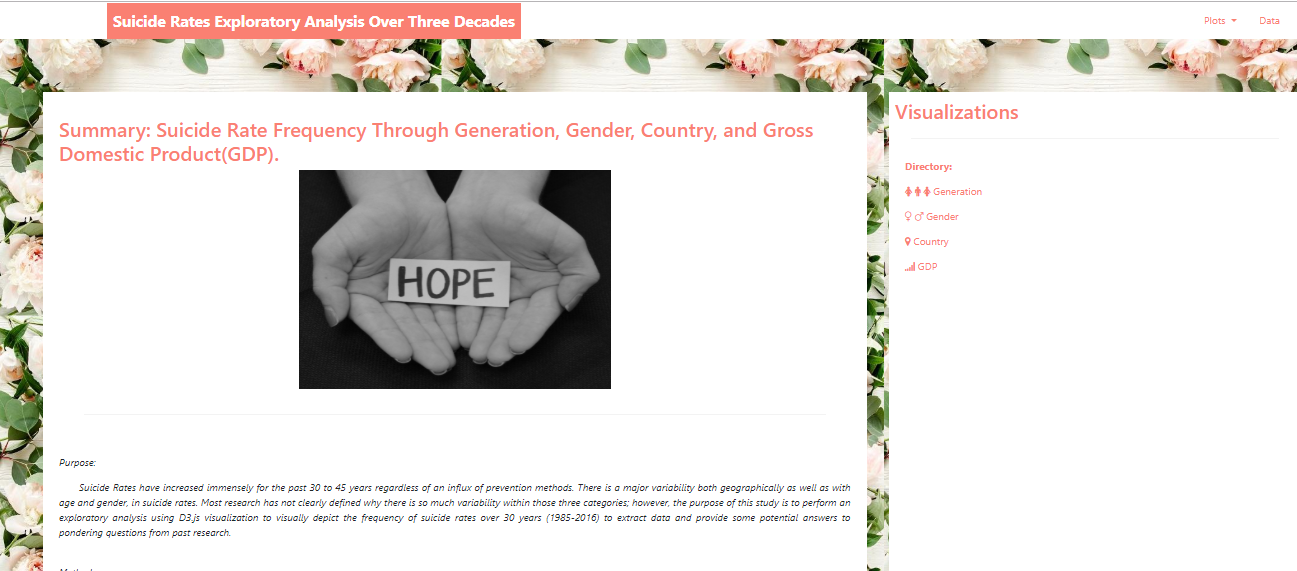 Suicide Rates Exploratory Analysis Over Three Decades
Plots
Data
Summary: Suicide Rate Frequency Through Generation, Gender, Country, and Gross
Domestic Product(GDP).
HOPE
Purpose:
Suicide Rates have increased immensely for the past 30 to 45 years regardless of an influx of prevention methods. There is a major variability both geographically as well as with
age and gender, in suicide rates. Most research has not clearly defined why there is so much variability within those three categories; however, the purpose of this study is to perform an
exploratory analysis using D3.js visualization to visually depict the frequency of suicide rates over 30 years (1985-2016) to extract data and provide some potential answers to
pondering questions from past research.
Visualizations
Directory:
Generation
Gender
Country
GDP